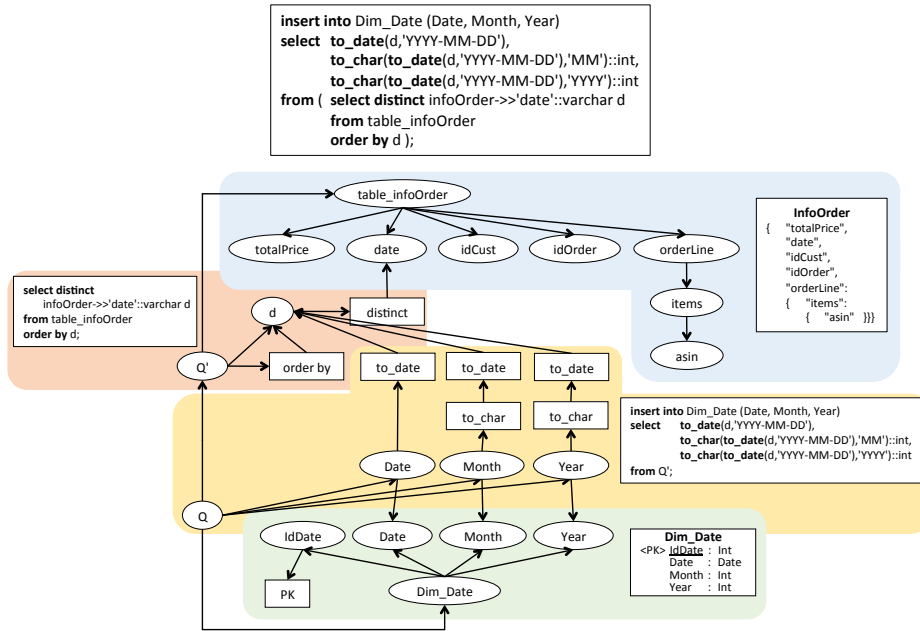 insert into Dim_Date (Date, Month, Year)
select to_date(d,'YYYY-MM-DD'),
to_char(to_date(d,'YYYY-MM-DD'),'MM')::int,
to_char(to_date(d,'YYYY-MM-DD'),'YYYY')::int
from ( select distinct infoOrder->>'date'::varchar d
from table_infoOrder
order by d );
table_infoOrder
totalPrice
date
idCust
idOrder
orderLine
items
asin
InfoOrder
{ "totalPrice",
"date",
"idCust",
"idOrder",
"orderLine":
{ "items":
{ "asin" }}}
select distinct
infoOrder->>'date'::varchar d
from table_infoOrder
order by d;
d
distinct
Q'
order by
to_date
to_date
to_date
to_char
to_char
Date
Month
Year
Q
insert into Dim_Date (Date, Month, Year)
select to_date(d,'YYYY-MM-DD'),
to_char(to_date(d,'YYYY-MM-DD'),'MM')::int,
to_char(to_date(d,'YYYY-MM-DD'),'YYYY')::int
from Q';
IdDate
Date
Month
Year
PK
Dim_Date
Dim_Date
<PK> IdDate : Int
Date : Date
Month : Int
Year : Int